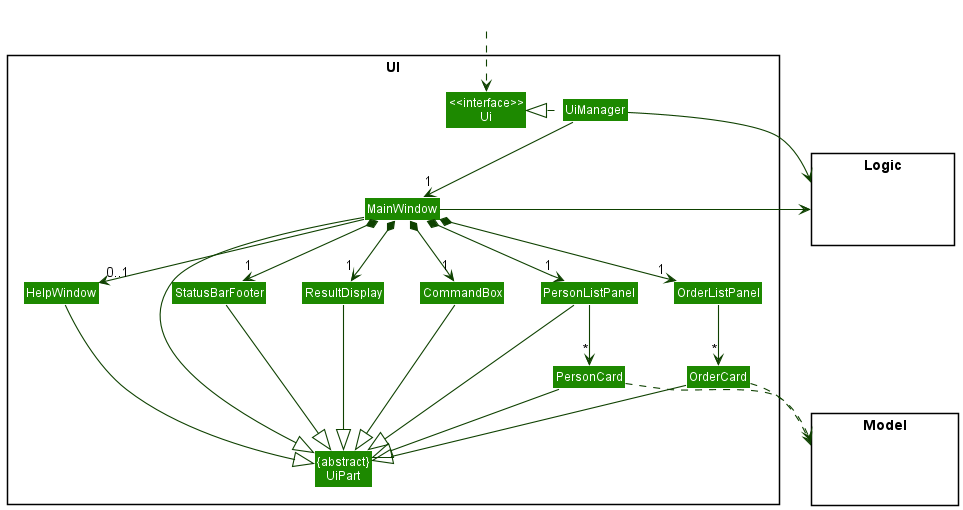 UI
<<interface>>
Ui
UiManager
Logic
1
MainWindow
0..1
1
1
1
1
1
HelpWindow
StatusBarFooter
ResultDisplay
CommandBox
PersonListPanel
OrderListPanel
*
*
PersonCard
OrderCard
Model
{abstract}
UiPart